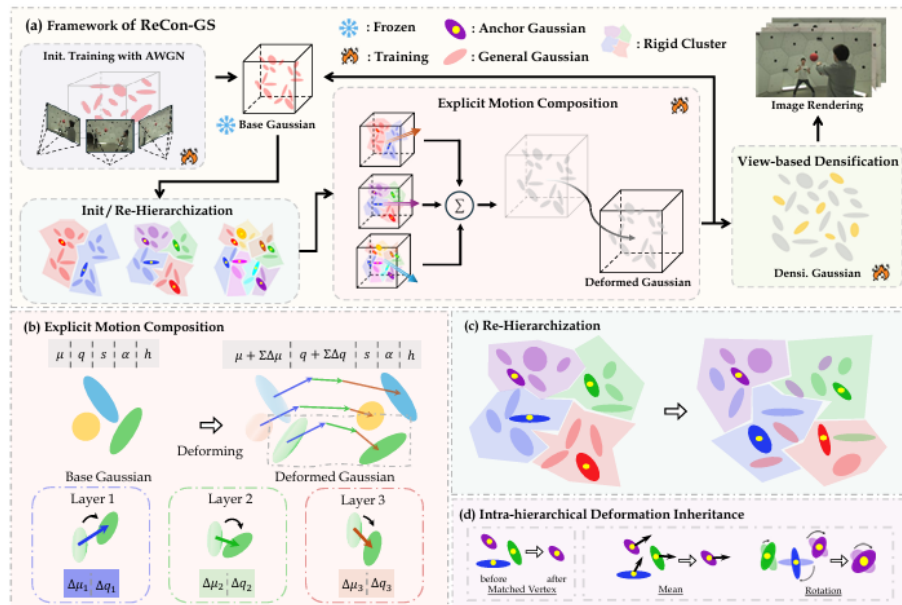 (a) Framework of ReCon-GS
: Frozen
: Training
: Anchor Gaussian
: General Gaussian
: Rigid Cluster
Init. Training with AWGN
Base Gaussian
Init / Re-Hierarchization
Explicit Motion Composition
Σ
Deformed Gaussian
Image Rendering
View-based Densification
Densi. Gaussian
(b) Explicit Motion Composition
μ q s α h
μ + ΣΔμ q + ΣΔq s α h
Deforming
Base Gaussian
Deformed Gaussian
Layer 1
Δμ₁ Δq₁
Layer 2
Δμ₂ Δq₂
Layer 3
Δμ₃ Δq₃
(c) Re-Hierarchization
(d) Intra-hierarchical Deformation Inheritance
before
after
Matched Vertex
Mean
Rotation